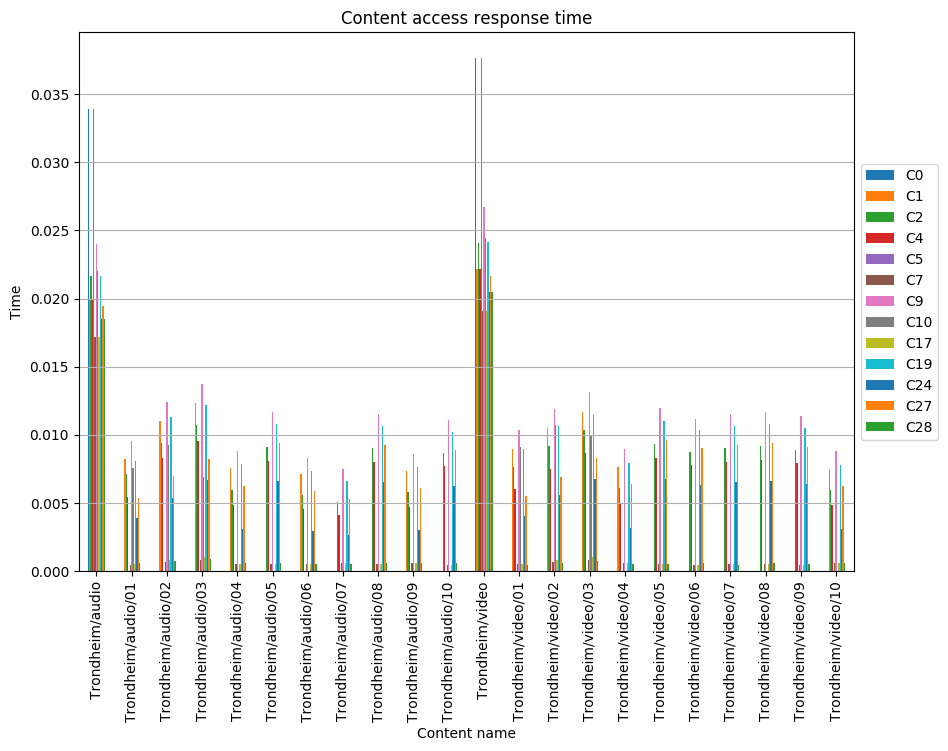 Content access response time
Time
0.035
0.030
0.025
0.020
0.015
0.010
0.005
0.000
C0
C1
C2
C4
C5
C7
C9
C10
C17
C19
C24
C27
C28
Trondheim/audio
Trondheim/audio/01
Trondheim/audio/02
Trondheim/audio/03
Trondheim/audio/04
Trondheim/audio/05
Trondheim/audio/06
Trondheim/audio/07
Trondheim/audio/08
Trondheim/audio/09
Trondheim/audio/10
Trondheim/video
Trondheim/video/01
Trondheim/video/02
Trondheim/video/03
Trondheim/video/04
Trondheim/video/05
Trondheim/video/06
Trondheim/video/07
Trondheim/video/08
Trondheim/video/09
Trondheim/video/10
Content name